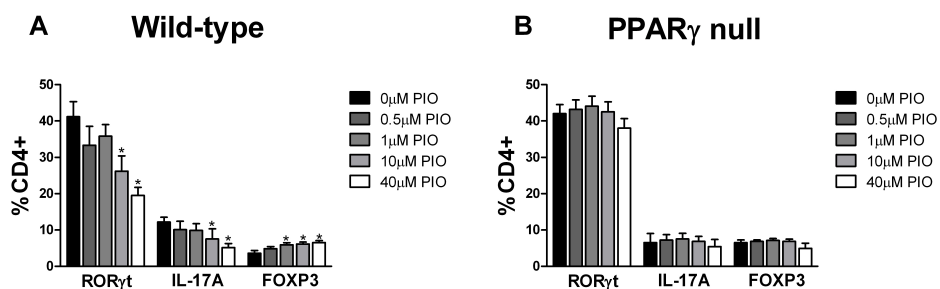 A
Wild-type
50
40
30
20
10
0
%CD4+
*
*
*
*
*
*
*
RORγt
IL-17A
FOXP3
0μM PIO
0.5μM PIO
1μM PIO
10μM PIO
40μM PIO
B
PPARγ null
50
40
30
20
10
0
%CD4+
RORγt
IL-17A
FOXP3
0μM PIO
0.5μM PIO
1μM PIO
10μM PIO
40μM PIO